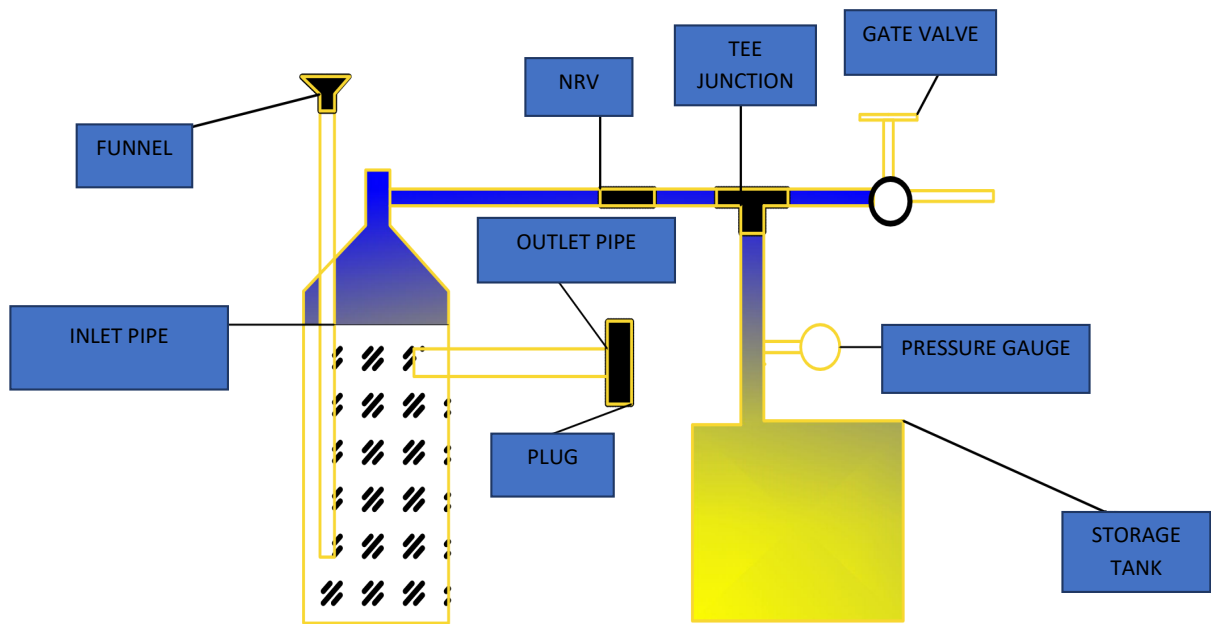 GATE VALVE
TEE
JUNCTION
NRV
FUNNEL
OUTLET PIPE
INLET PIPE
PRESSURE GAUGE
PLUG
STORAGE
TANK